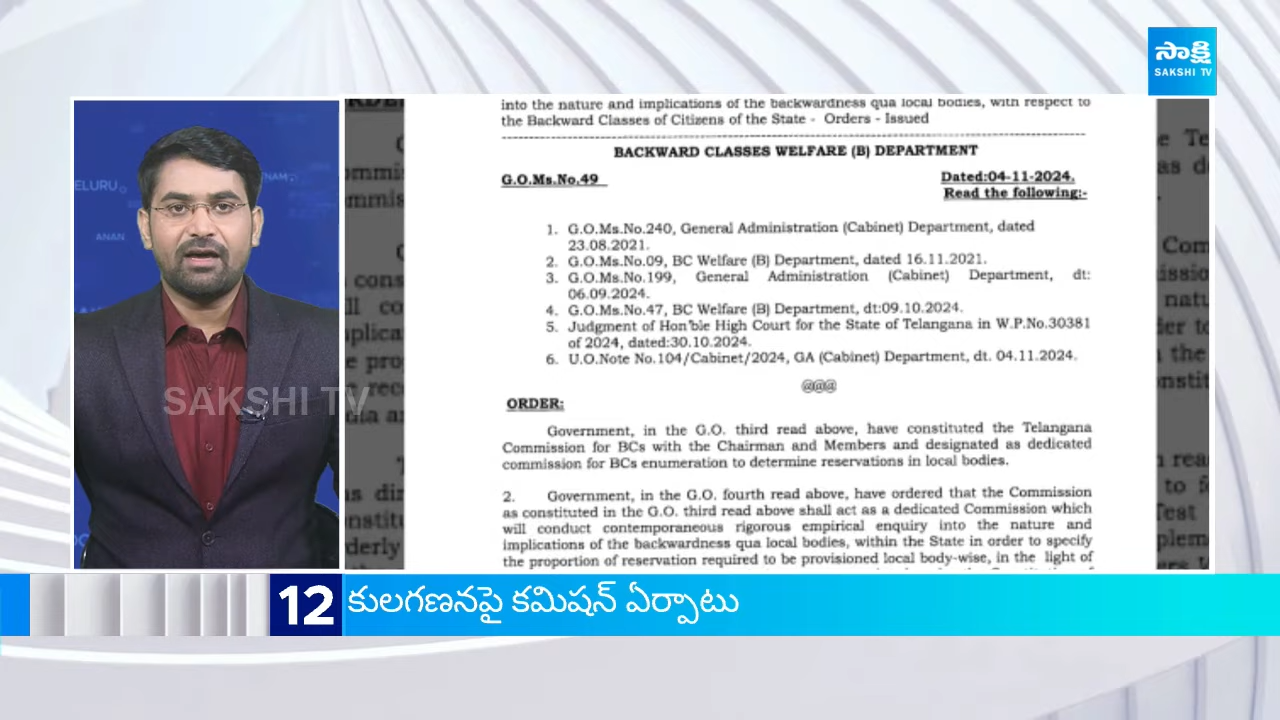 సాక్షి
SAKSHI TV
into the nature and implications of the backwardness qua local bodies, with respect to
the Backward Classes of Citizens of the State - Orders - Issued
BACKWARD CLASSES WELFARE (B) DEPARTMENT
G.O.Ms.No.49
Dated:04-11-2024.
Read the following:-
1. G.O.Ms.No.240, General Administration (Cabinet) Department, dated
23.08.2021.
2. G.O.Ms.No.09, BC Welfare (B) Department, dated 16.11.2021.
3. G.O.Ms.No.199, General Administration (Cabinet) Department, dt:
06.09.2024.
4. G.O.Ms.No.47, BC Welfare (B) Department, dt:09.10.2024.
5. Judgment of Hon'ble High Court for the State of Telangana in W.P.No.30381
of 2024, dated:30.10.2024.
6. U.O.Note No.104/Cabinet/2024, GA (Cabinet) Department, dt. 04.11.2024.
@@@
ORDER:
Government, in the G.O. third read above, have constituted the Telangana
Commission for BCs with the Chairman and Members and designated as dedicated
commission for BCs enumeration to determine reservations in local bodies.
2. Government, in the G.O. fourth read above, have ordered that the Commission
as constituted in the G.O. third read above shall act as a dedicated Commission which
will conduct contemporaneous rigorous empirical enquiry into the nature and
implications of the backwardness qua local bodies, within the State in order to specify
the proportion of reservation required to be provisioned local body-wise, in the light of
ELURU
NAM
ANAN
SAKSHI TV
12 కులగణనపై కమిషన్ ఏర్పాటు